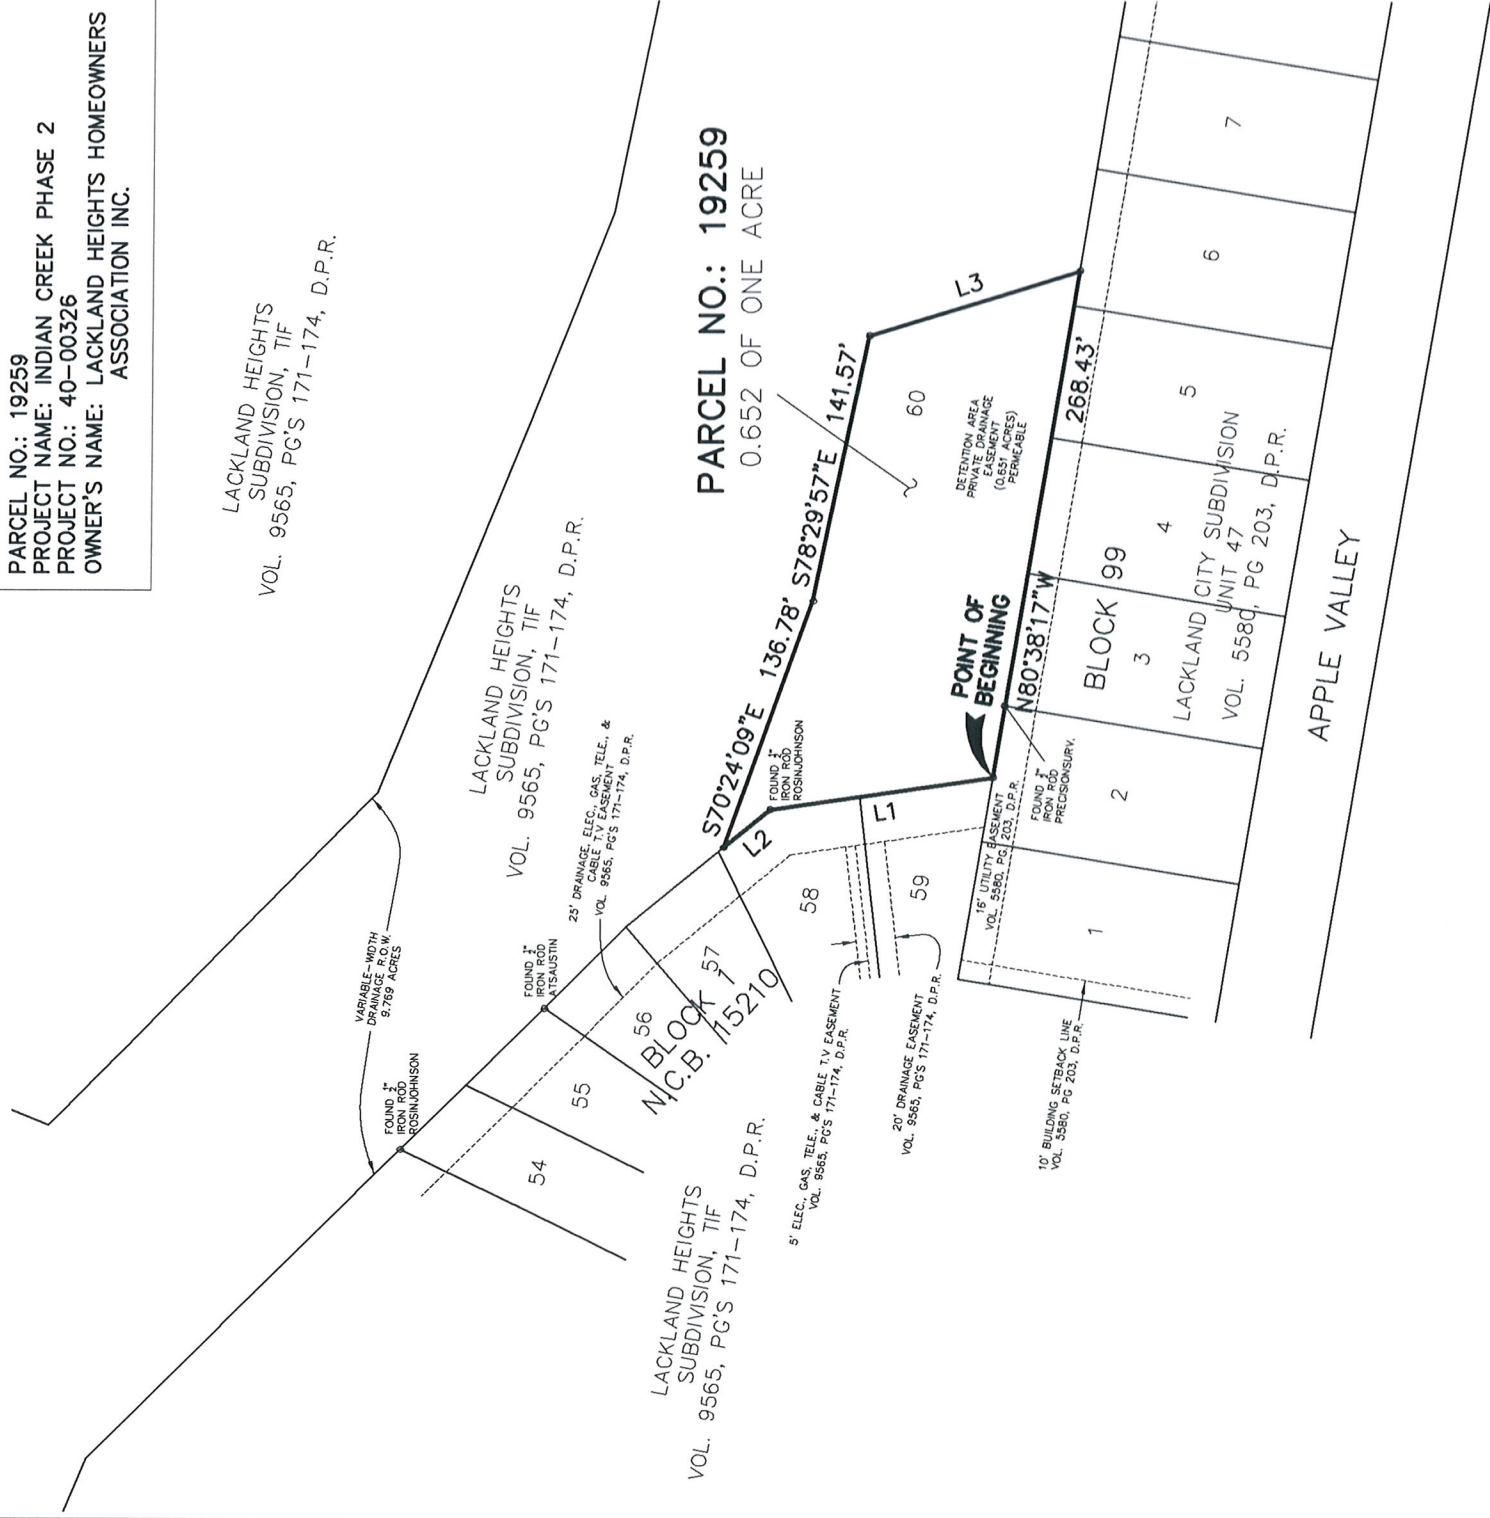 PARCEL NO.: 19259
PROJECT NAME: INDIAN CREEK PHASE 2
PROJECT NO.: 40-00326
OWNER'S NAME: LACKLAND HEIGHTS HOMEOWNERS
ASSOCIATION INC.
LACKLAND HEIGHTS
SUBDIVISION, TIF
VOL. 9565, PG'S 171-174, D.P.R.
VARIABLE-WIDTH
DRAINAGE R.O.W.
9.769 ACRES
FOUND ½"
IRON ROD
ROSINJOHNSON
FOUND ½"
IRON ROD
ATSAUSTIN
LACKLAND HEIGHTS
SUBDIVISION, TIF
VOL. 9565, PG'S 171-174, D.P.R.
25' DRAINAGE, ELEC., GAS, TELE., &
CABLE T.V EASEMENT
VOL. 9565, PG'S 171-174, D.P.R.
PARCEL NO.: 19259
0.652 OF ONE ACRE
S70°24'09"E 136.78'
S78°29'57"E 141.57'
L3
L2
L1
FOUND ½"
IRON ROD
ROSINJOHNSON
60
DETENTION AREA
PRIVATE DRAINAGE
EASEMENT
(0.651 ACRES)
PERMEABLE
POINT OF
BEGINNING
N80°38'17"W
268.43'
FOUND ½"
IRON ROD
PRECISIONSURV.
16' UTILITY EASEMENT
VOL. 5580, PG. 203, D.P.R.
54
55
56
57
58
59
BLOCK 1
N.C.B. 15210
LACKLAND HEIGHTS
SUBDIVISION, TIF
VOL. 9565, PG'S 171-174, D.P.R.
5' ELEC., GAS, TELE., & CABLE T.V EASEMENT
VOL. 9565, PG'S 171-174, D.P.R.
20' DRAINAGE EASEMENT
VOL. 9565, PG'S 171-174, D.P.R.
10' BUILDING SETBACK LINE
VOL. 5580, PG 203, D.P.R.
1
2
3
4
5
6
7
BLOCK 99
LACKLAND CITY SUBDIVISION
UNIT 47
VOL. 5580, PG 203, D.P.R.
APPLE VALLEY